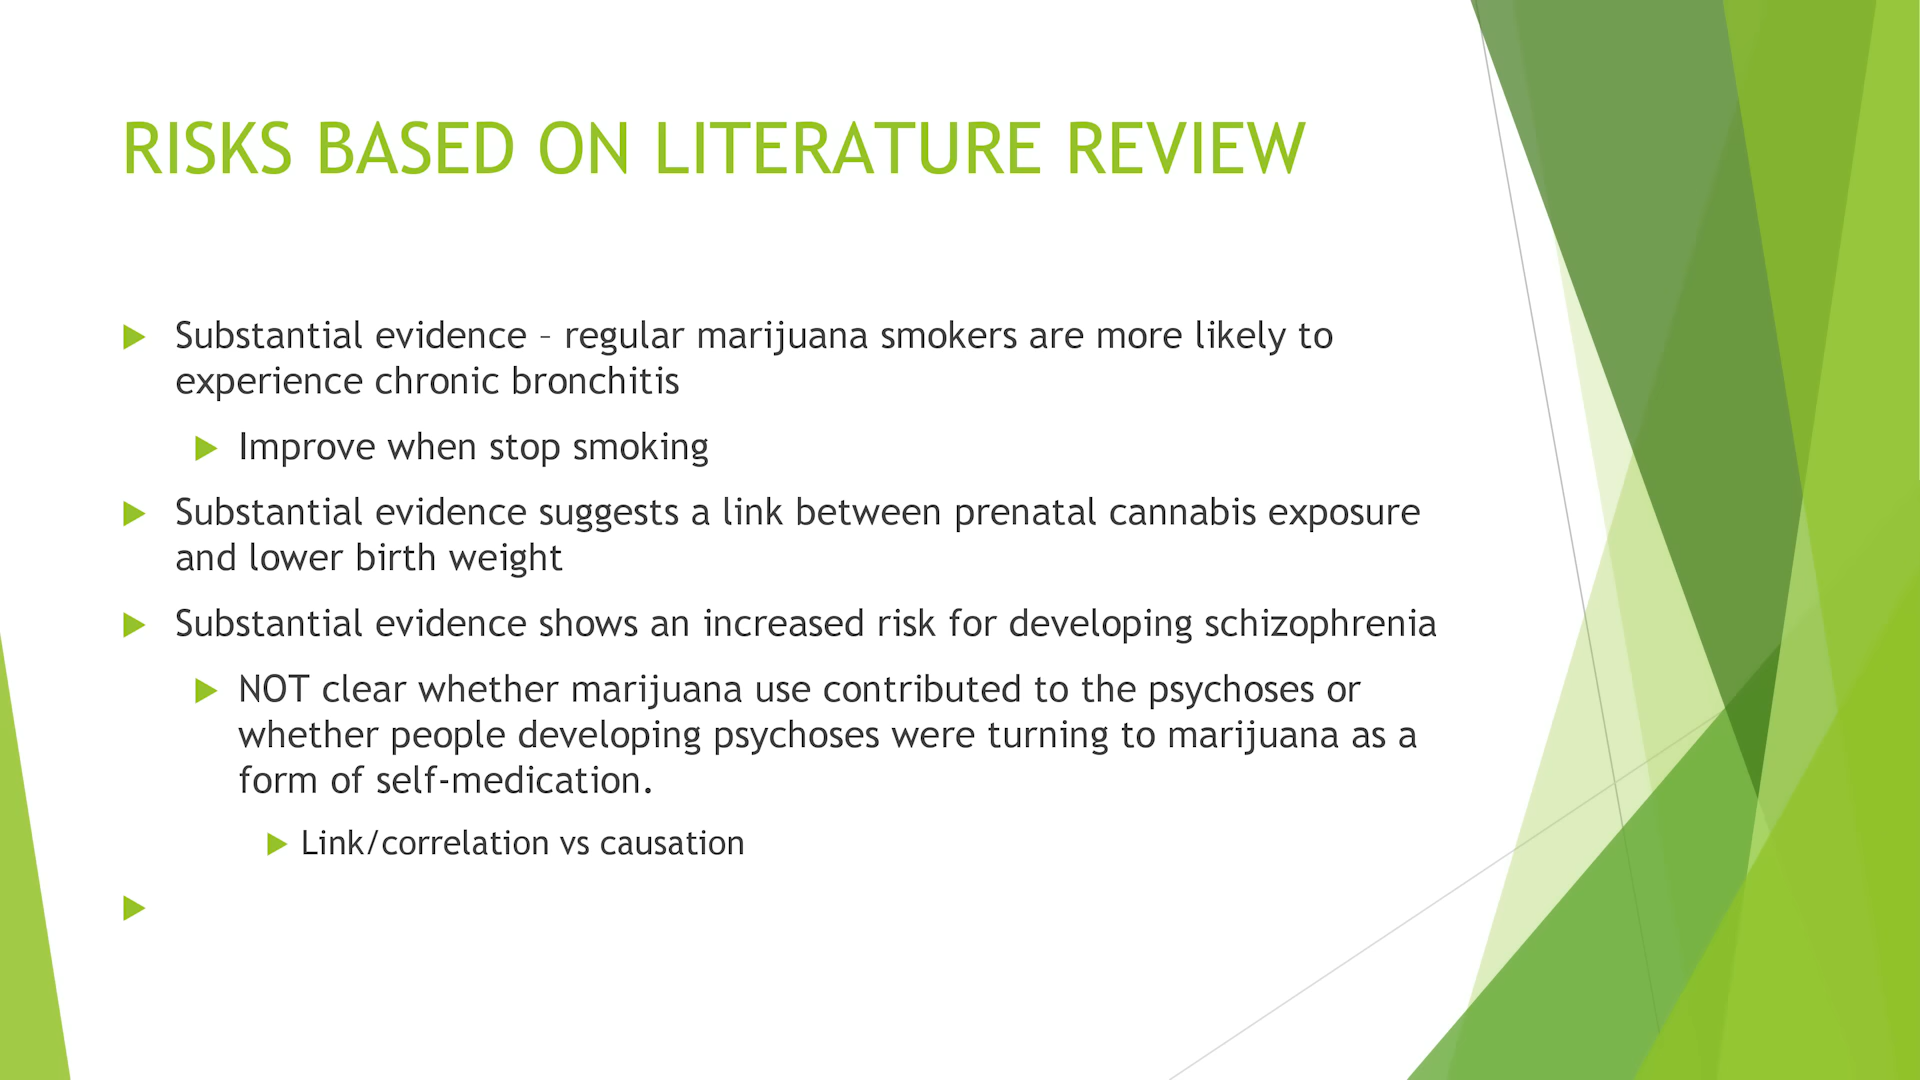 RISKS BASED ON LITERATURE REVIEW
Substantial evidence – regular marijuana smokers are more likely to
experience chronic bronchitis
Improve when stop smoking
Substantial evidence suggests a link between prenatal cannabis exposure
and lower birth weight
Substantial evidence shows an increased risk for developing schizophrenia
NOT clear whether marijuana use contributed to the psychoses or
whether people developing psychoses were turning to marijuana as a
form of self-medication.
Link/correlation vs causation